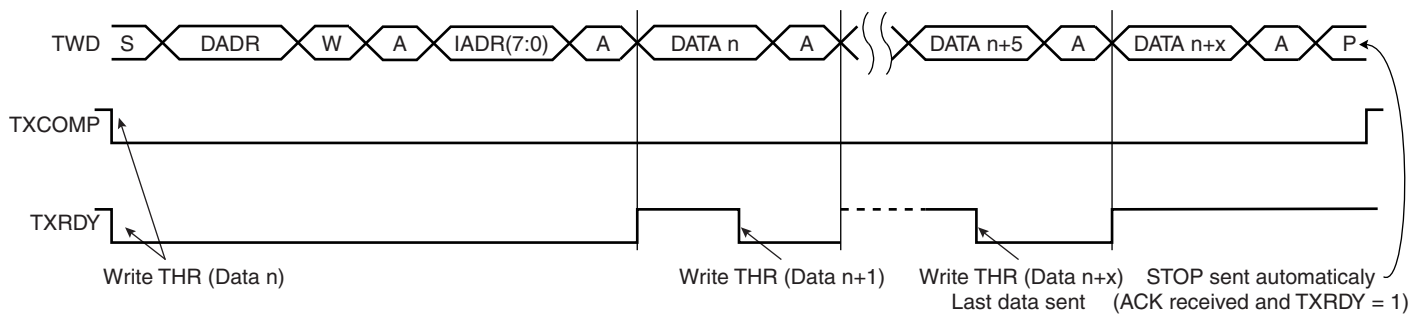 TWD S DADR W A IADR(7:0) A DATA n A DATA n+5 A DATA n+x A P
TXCOMP
TXRDY
Write THR (Data n) Write THR (Data n+1) Write THR (Data n+x) STOP sent automaticaly
Last data sent (ACK received and TXRDY = 1)